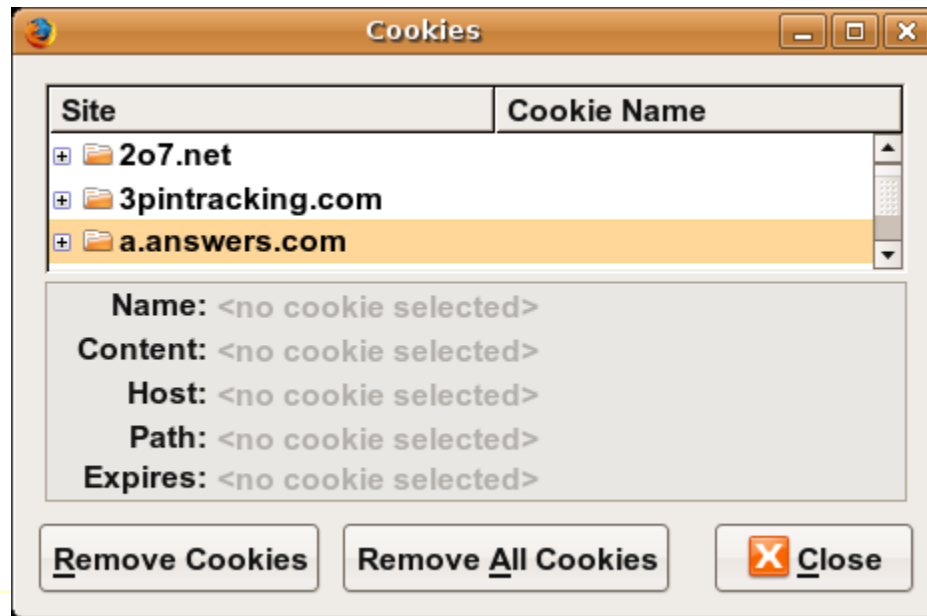 Cookies
Site Cookie Name
2o7.net
3pintracking.com
a.answers.com
Name: <no cookie selected>
Content: <no cookie selected>
Host: <no cookie selected>
Path: <no cookie selected>
Expires: <no cookie selected>
Remove Cookies Remove All Cookies Close